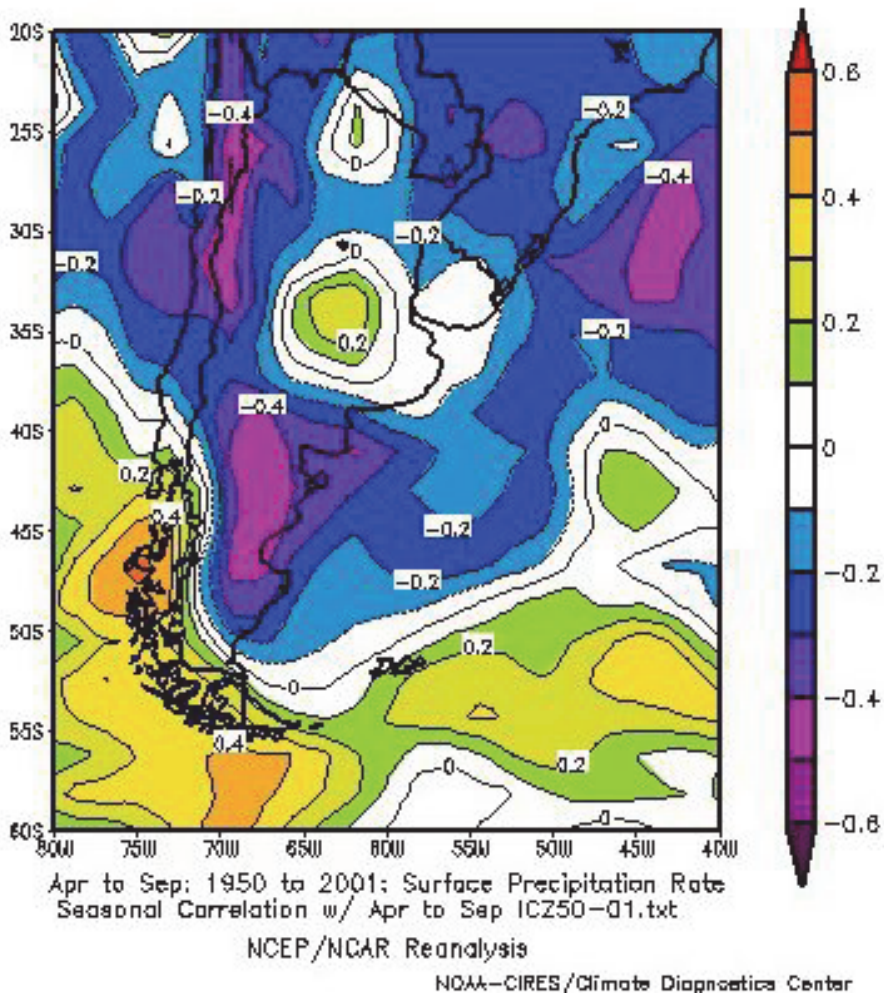 20S
0.6
-0.4 -0.2
25S
0
-0.4
-0.2 0.4
30S -0.2
0
-0.2
0.2
35S 0 0.2 -0.2
-0.4
40S 0
0
0.2
0.4 -0.2
45S
-0.2 -0.2
50S 0.2
0
-0.4
55S 0.4
0 0.2
0 -0.6
60S
80W 75W 70W 65W 60W 55W 50W 45W 40W
Apr to Sep: 1950 to 2001: Surface Precipitation Rate
Seasonal Correlation w/ Apr to Sep ICZ50-01.txt
NCEP/NCAR Reanalysis
NOAA-CIRES/Climate Diagnostics Center